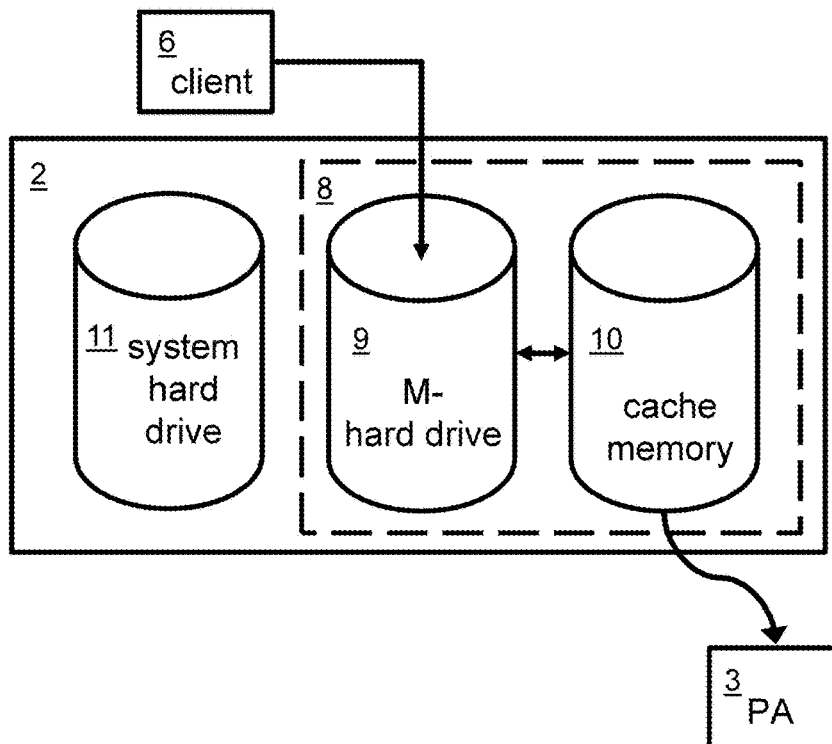 6
client
2
8
11 system
hard
drive
9
M-
hard drive
10
cache
memory
3
PA